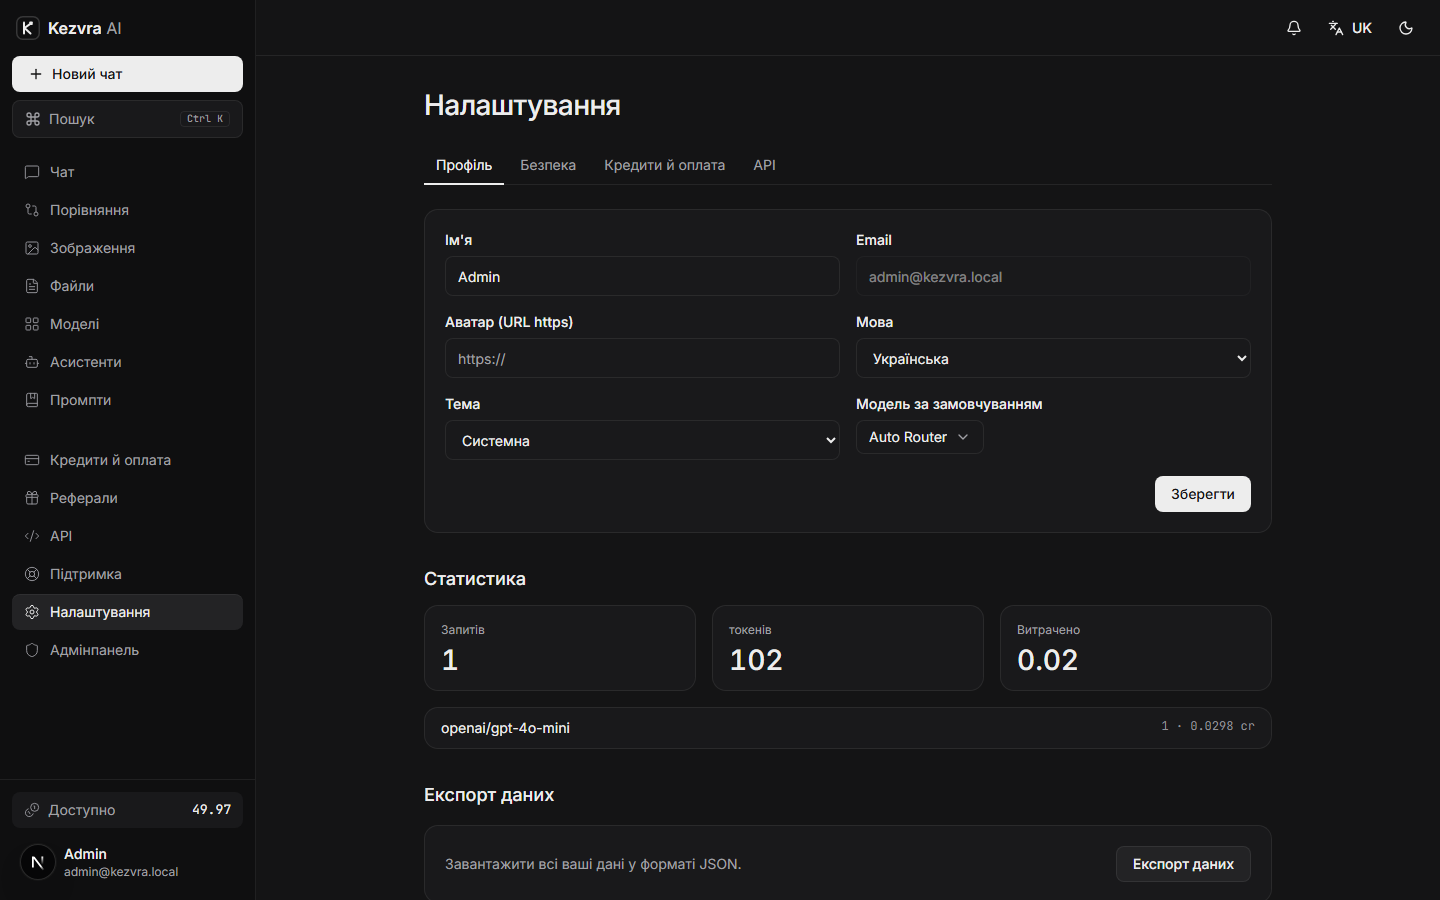 Kezvra AI
UK
Новий чат
Пошук Ctrl K
Чат
Порівняння
Зображення
Файли
Моделі
Асистенти
Промпти
Кредити й оплата
Реферали
API
Підтримка
Налаштування
Адмінпанель
Доступно 49.97
Admin
admin@kezvra.local
Налаштування
Профіль Безпека Кредити й оплата API
Ім'я Email
Admin admin@kezvra.local
Аватар (URL https) Мова
https:// Українська
Тема Модель за замовчуванням
Системна Auto Router
Зберегти
Статистика
Запитів токенів Витрачено
1 102 0.02
openai/gpt-4o-mini 1 · 0.0298 cr
Експорт даних
Завантажити всі ваші дані у форматі JSON. Експорт даних